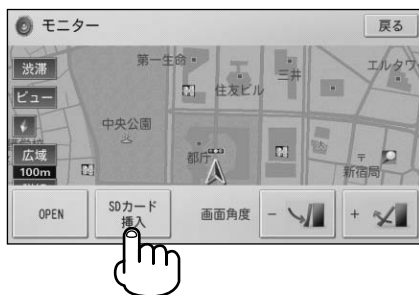 モニター
戻る
渋滞
第一生命
三井
エルタワ
ビュー
住友ビル
中央公園
広域
都庁
〒
新宿局
100m
OPEN
SDカード
挿入
画面角度
-
+